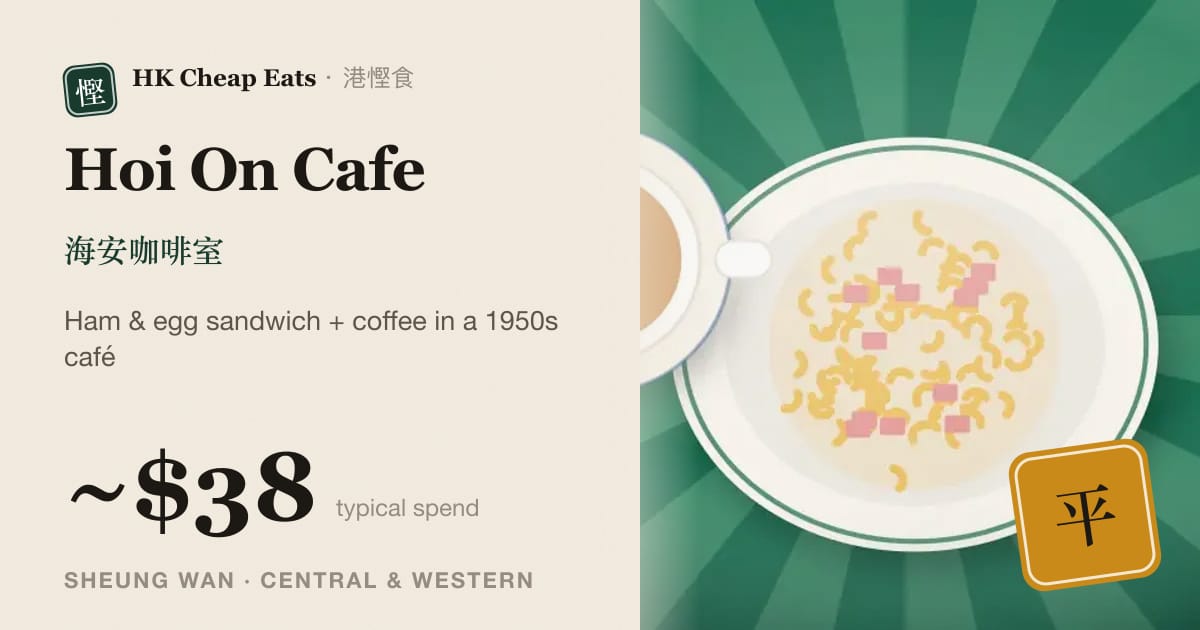 慳
HK Cheap Eats · 港慳食
Hoi On Cafe
海安咖啡室
Ham & egg sandwich + coffee in a 1950s
café
~$38 typical spend
SHEUNG WAN · CENTRAL & WESTERN
平